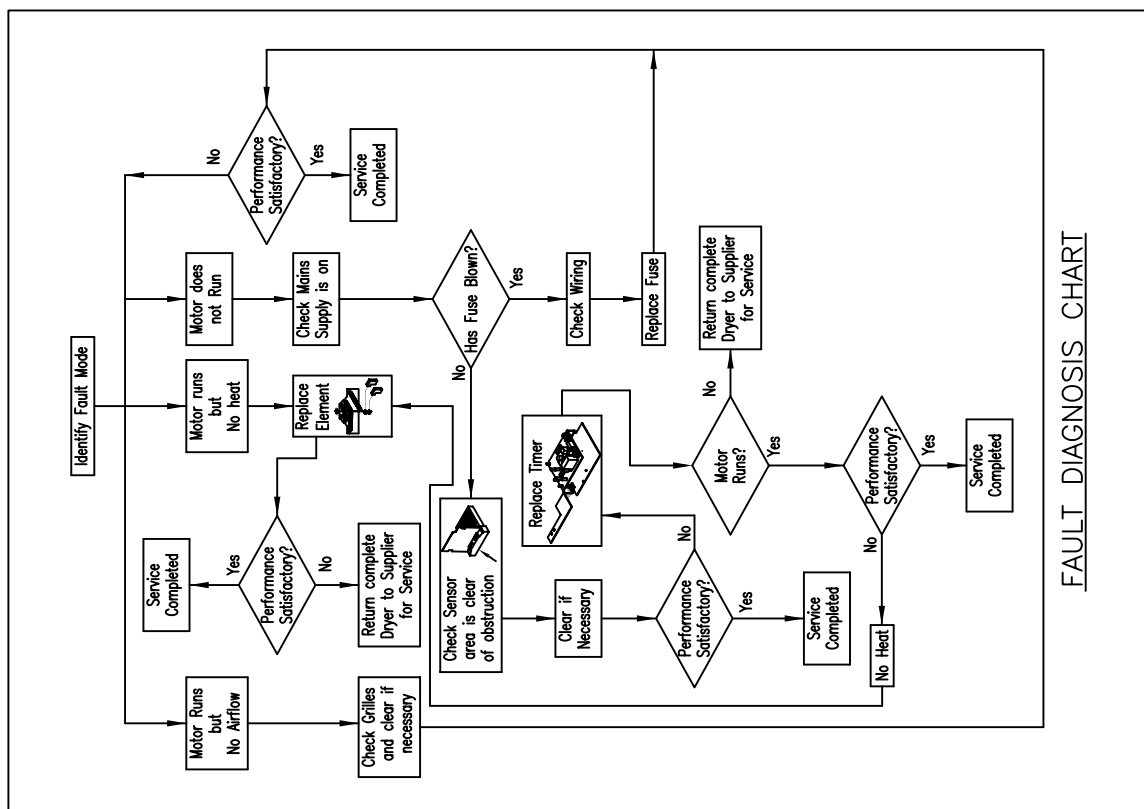 Identify Fault Mode
Motor Runs
but
No Airflow
Check Grilles
and clear if
necessary
Motor runs
but
No heat
Replace
Element
Performance
Satisfactory?
Yes
Service
Completed
No
Return complete
Dryer to Supplier
for Service
Motor does
not Run
Check Mains
Supply is on
Has Fuse Blown?
Yes
Check Wiring
Replace Fuse
No
Check Sensor
area is clear
of obstruction
Clear if
Necessary
Performance
Satisfactory?
Yes
Service
Completed
No
Replace Timer
Motor
Runs?
No
Return complete
Dryer to Supplier
for Service
Yes
Performance
Satisfactory?
Yes
Service
Completed
No
No Heat
Performance
Satisfactory?
No
Yes
Service
Completed
FAULT DIAGNOSIS CHART